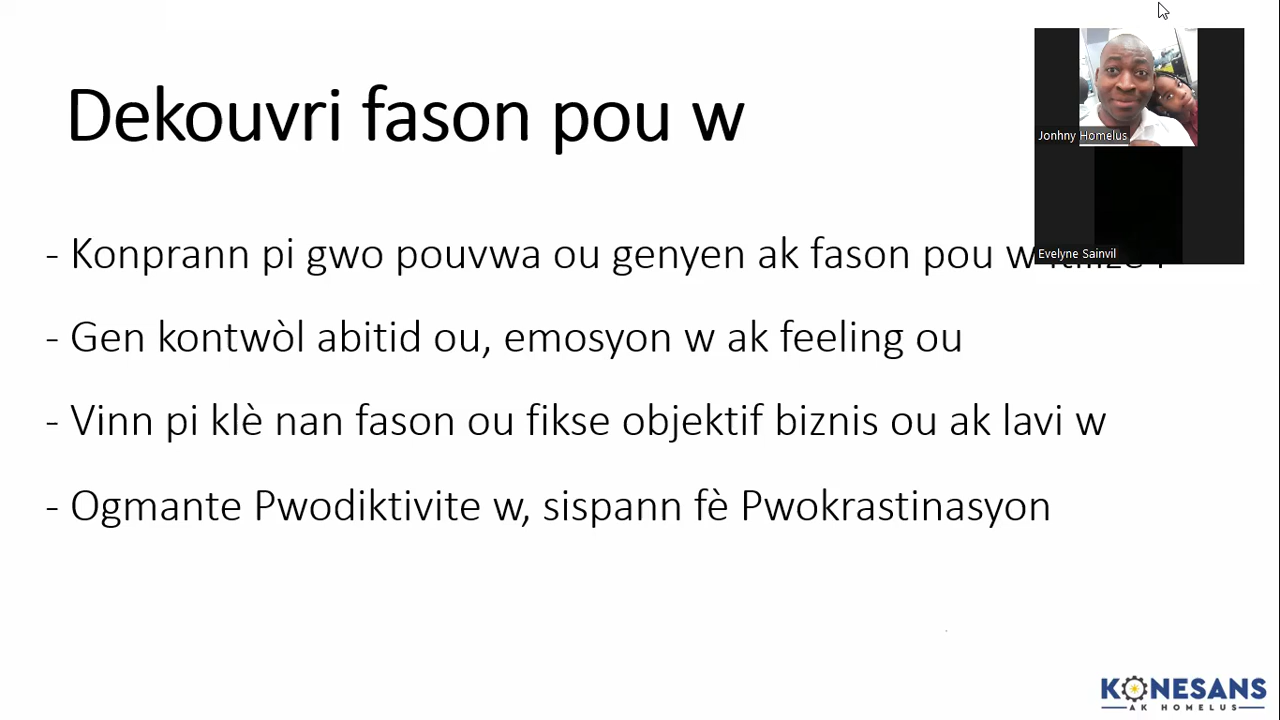 Dekouvri fason pou w
Jonhny Homelus
- Konprann pi gwo pouvwa ou genyen ak fason pou w
Evelyne Sainvil
- Gen kontwòl abitid ou, emosyon w ak feeling ou
- Vinn pi klè nan fason ou fikse objektif biznis ou ak lavi w
- Ogmante Pwodiktivite w, sispann fè Pwokrastinasyon
KONESANS
AK HOMELUS